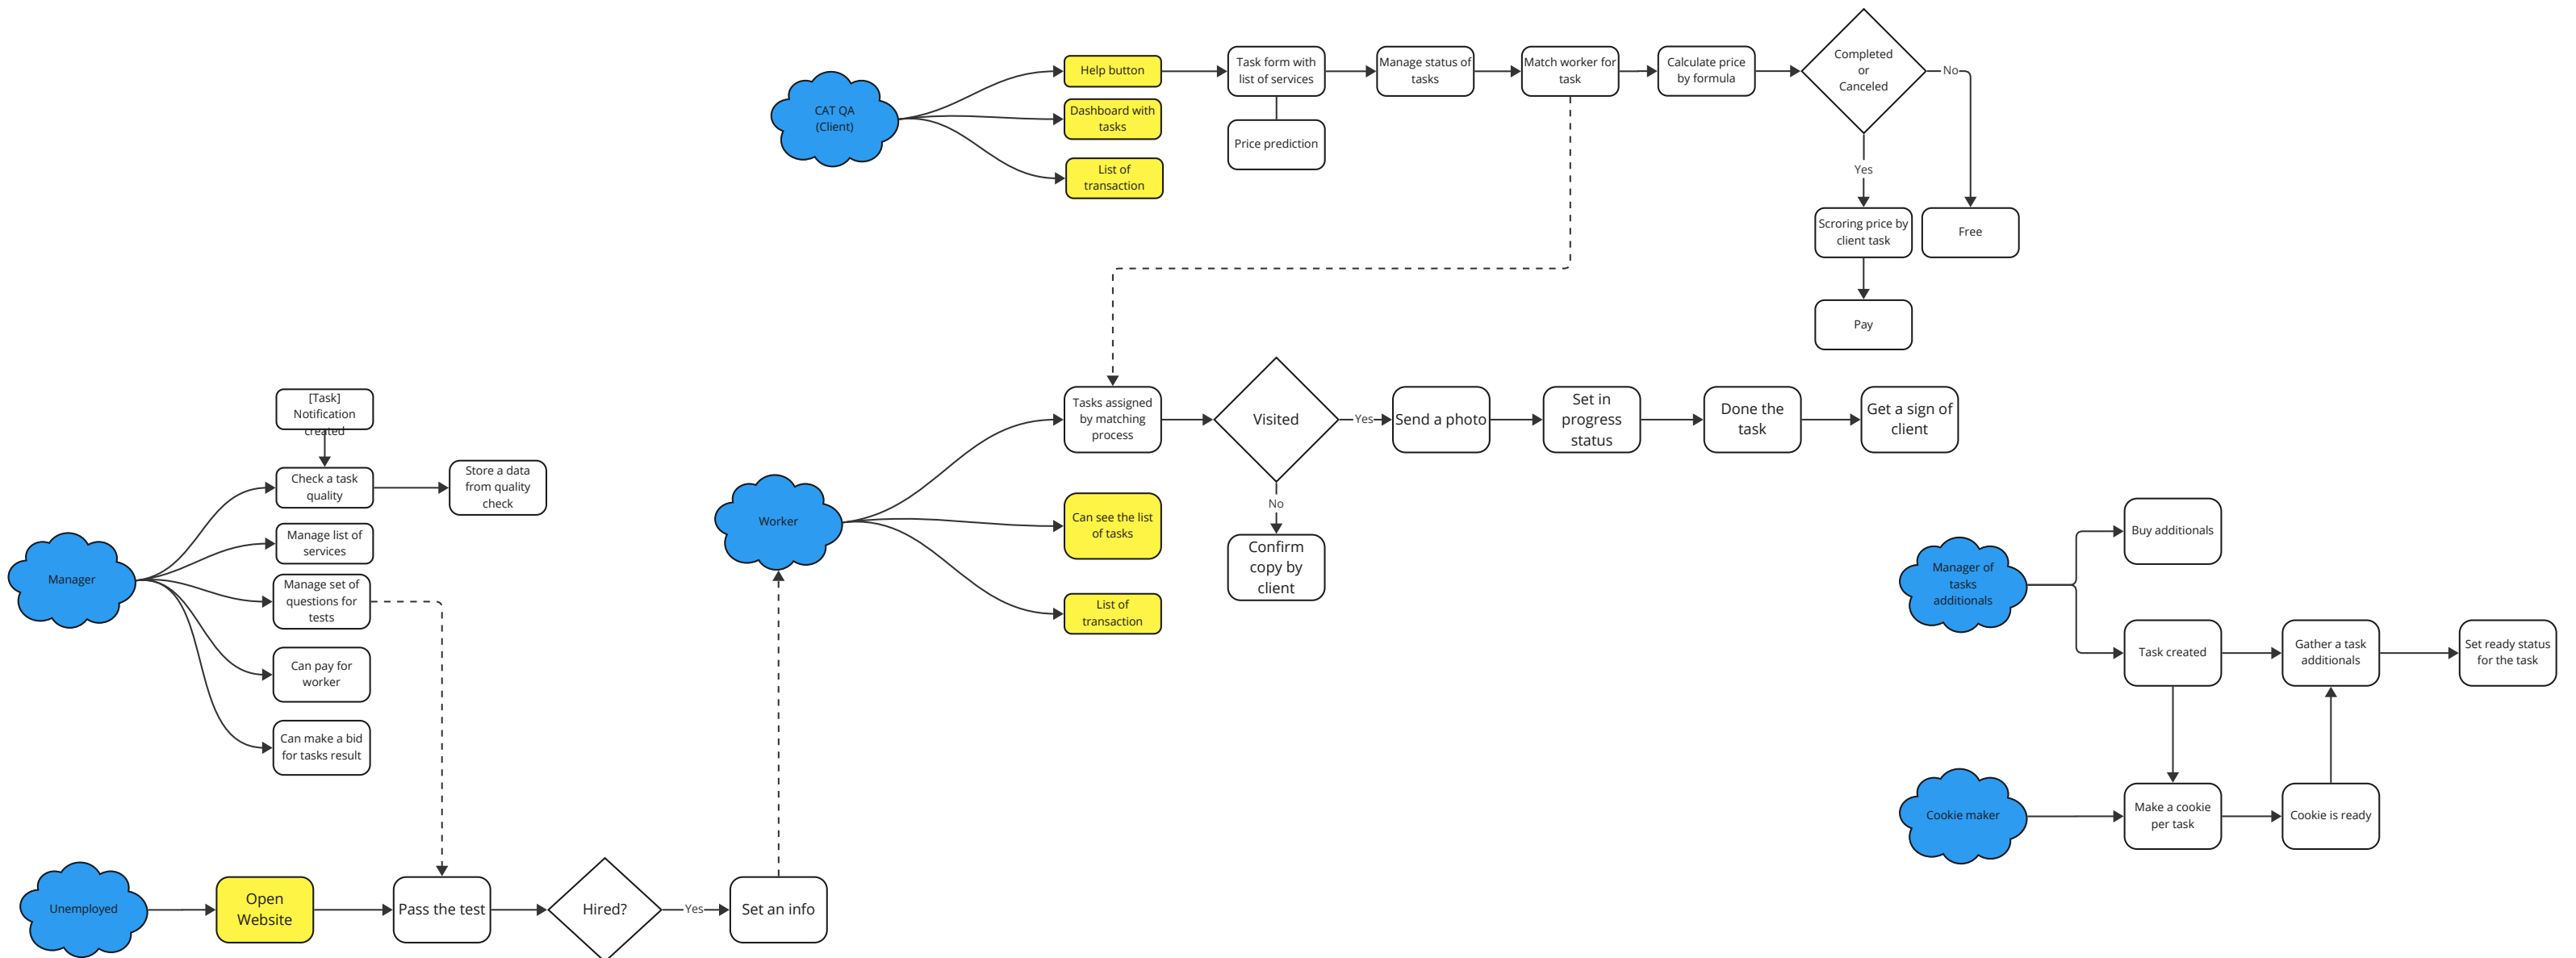 CAT QA
(Client)
Help button
Dashboard with
tasks
List of
transaction
Task form with
list of services
Price prediction
Manage status of
tasks
Match worker for
task
Calculate price
by formula
Completed
or
Canceled
No
Yes
Scroring price by
client task
Free
Pay
[Task]
Notification
created
Check a task
quality
Store a data
from quality
check
Manager
Manage list of
services
Manage set of
questions for
tests
Can pay for
worker
Can make a bid
for tasks result
Worker
Tasks assigned
by matching
process
Can see the list
of tasks
List of
transaction
Visited
Yes
Send a photo
Set in
progress
status
Done the
task
Get a sign of
client
No
Confirm
copy by
client
Manager of
tasks
additionals
Buy additionals
Task created
Gather a task
additionals
Set ready status
for the task
Cookie maker
Make a cookie
per task
Cookie is ready
Unemployed
Open
Website
Pass the test
Hired?
Yes
Set an info